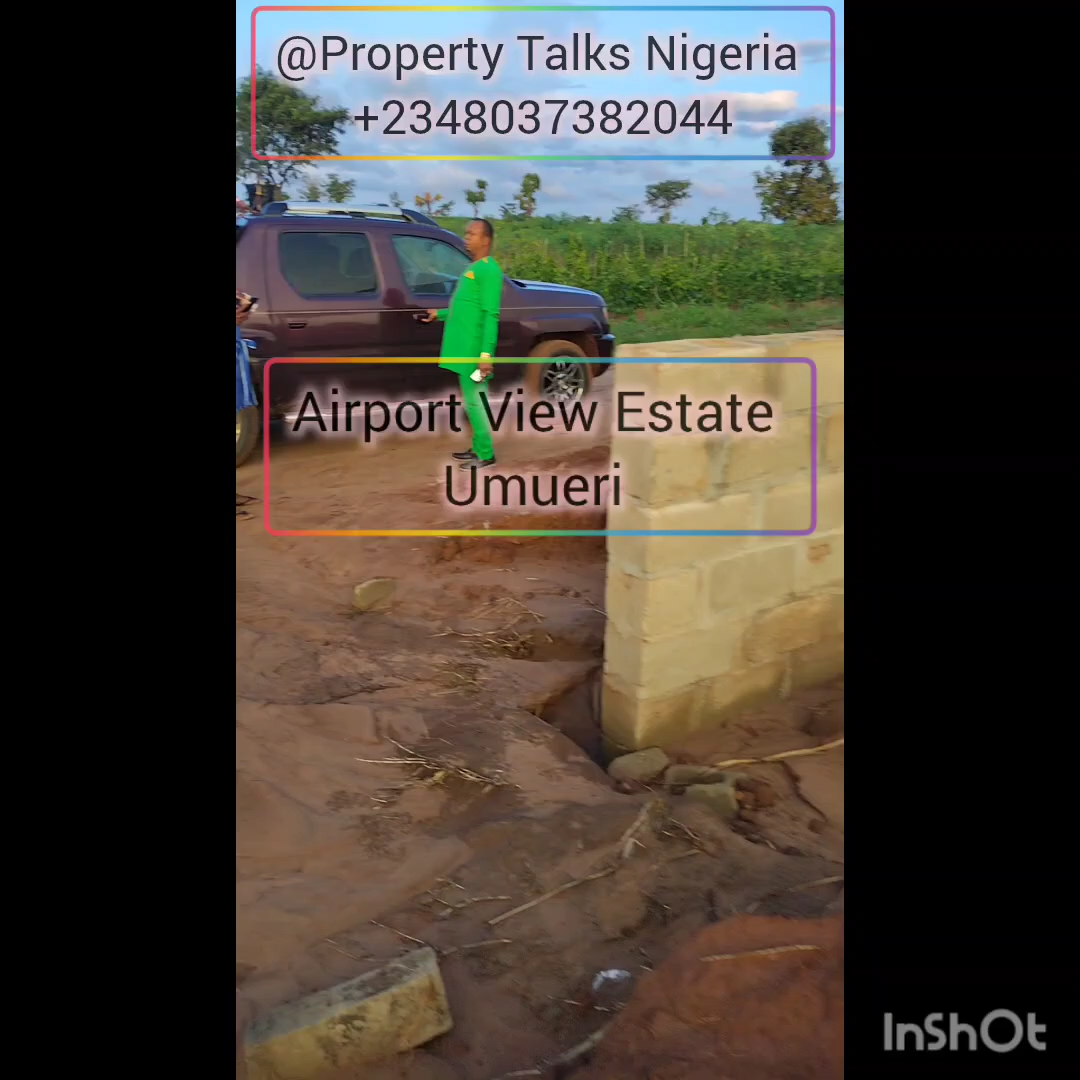 @Property Talks Nigeria
+2348037382044
Airport View Estate
Umueri
InShOt